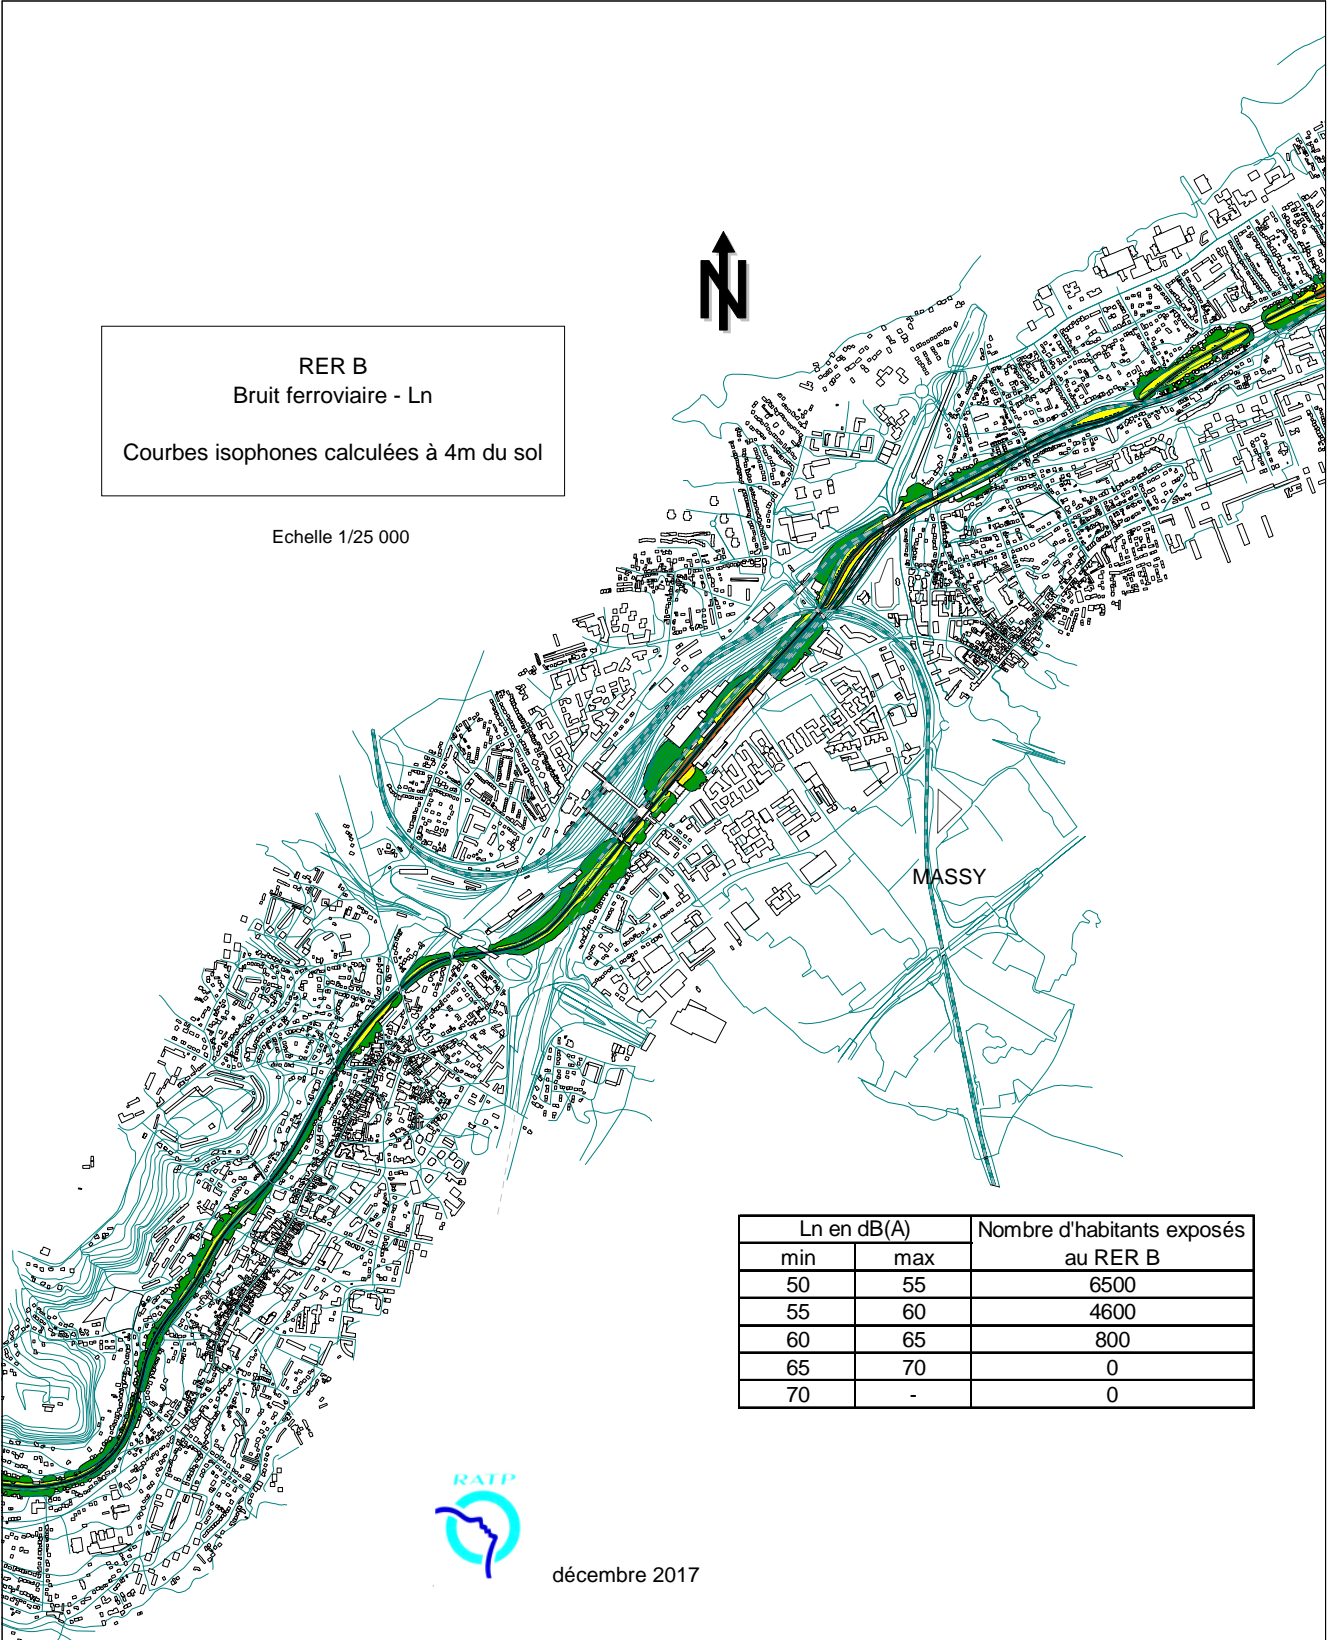 N
RER B
Bruit ferroviaire - Ln
Courbes isophones calculées à 4m du sol
Echelle 1/25 000
MASSY
Ln en dB(A) Nombre d'habitants exposés
min max au RER B
50 55 6500
55 60 4600
60 65 800
65 70 0
70 - 0
RATP
décembre 2017